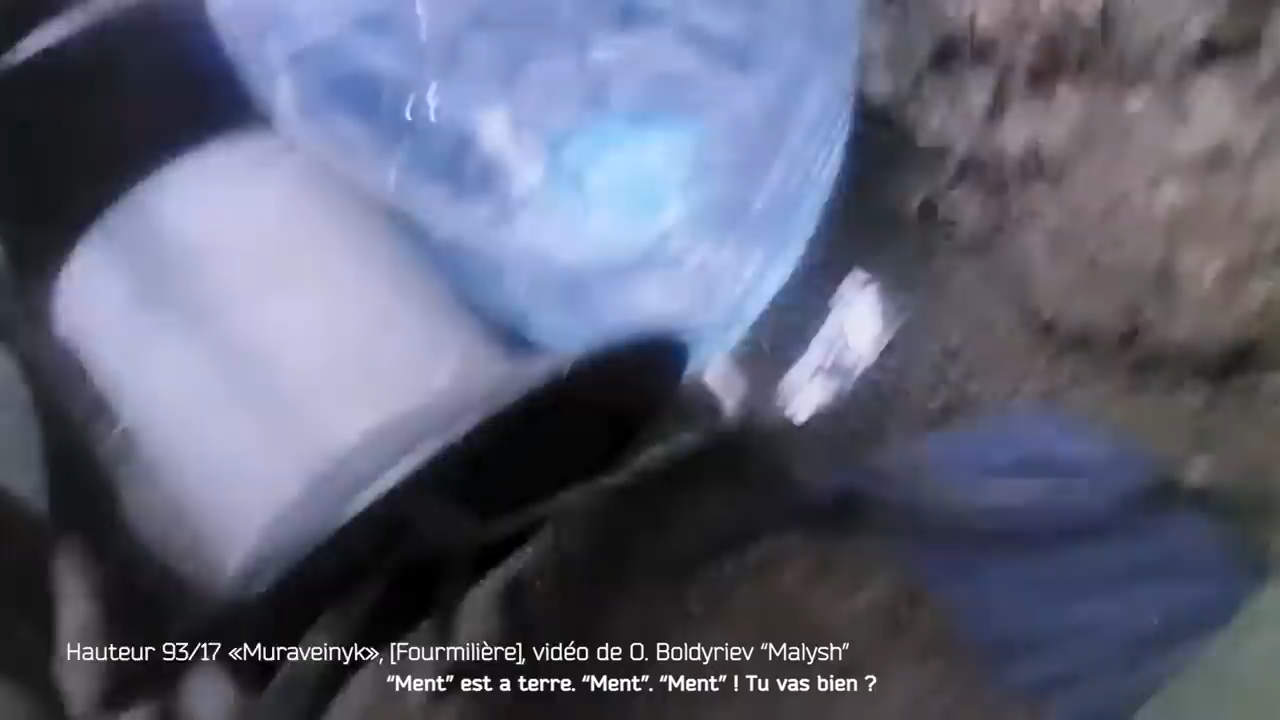 Hauteur 93/17 «Muraveinyk», [Fourmilière], vidéo de O. Boldyriev “Malysh”
“Ment” est a terre. “Ment”. “Ment” ! Tu vas bien ?